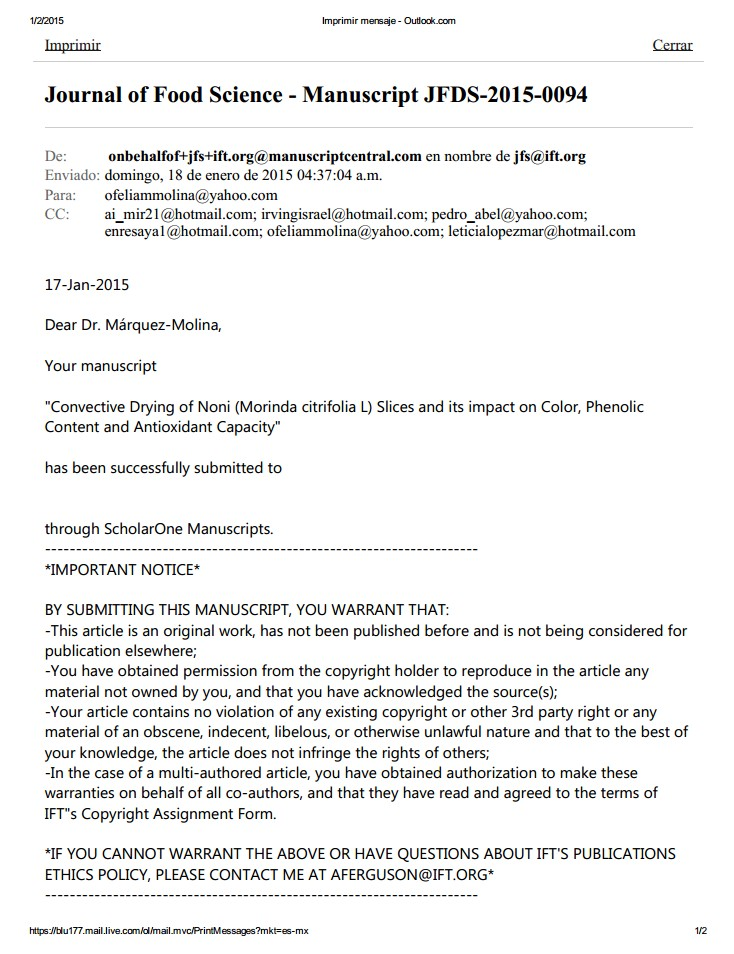 1/2/2015 Imprimir mensaje - Outlook.com
Imprimir Cerrar
Journal of Food Science - Manuscript JFDS-2015-0094
De: onbehalfof+jfs+ift.org@manuscriptcentral.com en nombre de jfs@ift.org
Enviado: domingo, 18 de enero de 2015 04:37:04 a.m.
Para: ofeliammolina@yahoo.com
CC: ai_mir21@hotmail.com; irvingisrael@hotmail.com; pedro_abel@yahoo.com;
enresaya1@hotmail.com; ofeliammolina@yahoo.com; leticialopezmar@hotmail.com
17-Jan-2015
Dear Dr. Márquez-Molina,
Your manuscript
"Convective Drying of Noni (Morinda citrifolia L) Slices and its impact on Color, Phenolic
Content and Antioxidant Capacity"
has been successfully submitted to
through ScholarOne Manuscripts.
----------------------------------------------------------------------
*IMPORTANT NOTICE*
BY SUBMITTING THIS MANUSCRIPT, YOU WARRANT THAT:
-This article is an original work, has not been published before and is not being considered for
publication elsewhere;
-You have obtained permission from the copyright holder to reproduce in the article any
material not owned by you, and that you have acknowledged the source(s);
-Your article contains no violation of any existing copyright or other 3rd party right or any
material of an obscene, indecent, libelous, or otherwise unlawful nature and that to the best of
your knowledge, the article does not infringe the rights of others;
-In the case of a multi-authored article, you have obtained authorization to make these
warranties on behalf of all co-authors, and that they have read and agreed to the terms of
IFT"s Copyright Assignment Form.
*IF YOU CANNOT WARRANT THE ABOVE OR HAVE QUESTIONS ABOUT IFT'S PUBLICATIONS
ETHICS POLICY, PLEASE CONTACT ME AT AFERGUSON@IFT.ORG*
----------------------------------------------------------------------
https://blu177.mail.live.com/ol/mail.mvc/PrintMessages?mkt=es-mx 1/2